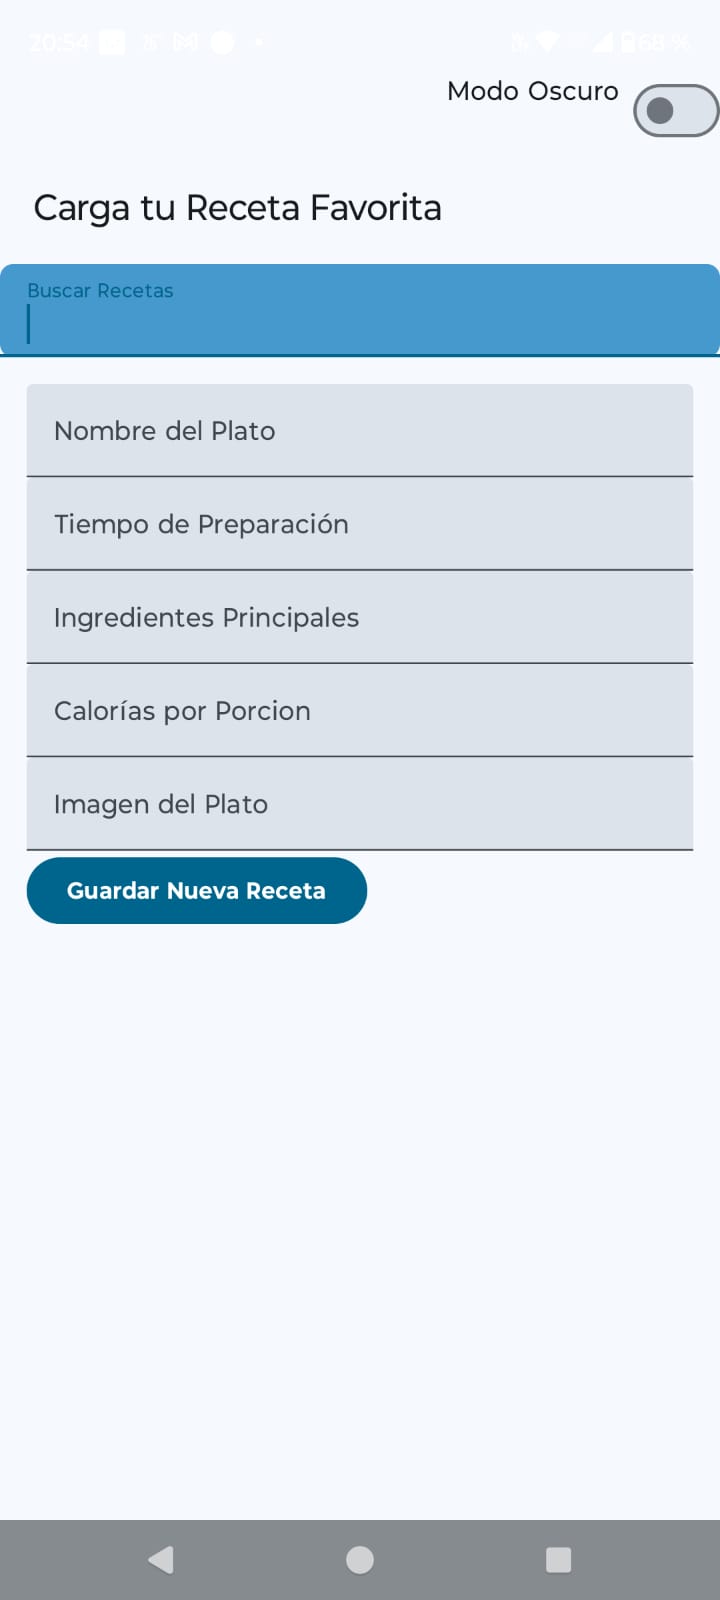 20:54
68 %
Modo Oscuro
Carga tu Receta Favorita
Buscar Recetas
Nombre del Plato
Tiempo de Preparación
Ingredientes Principales
Calorías por Porcion
Imagen del Plato
Guardar Nueva Receta